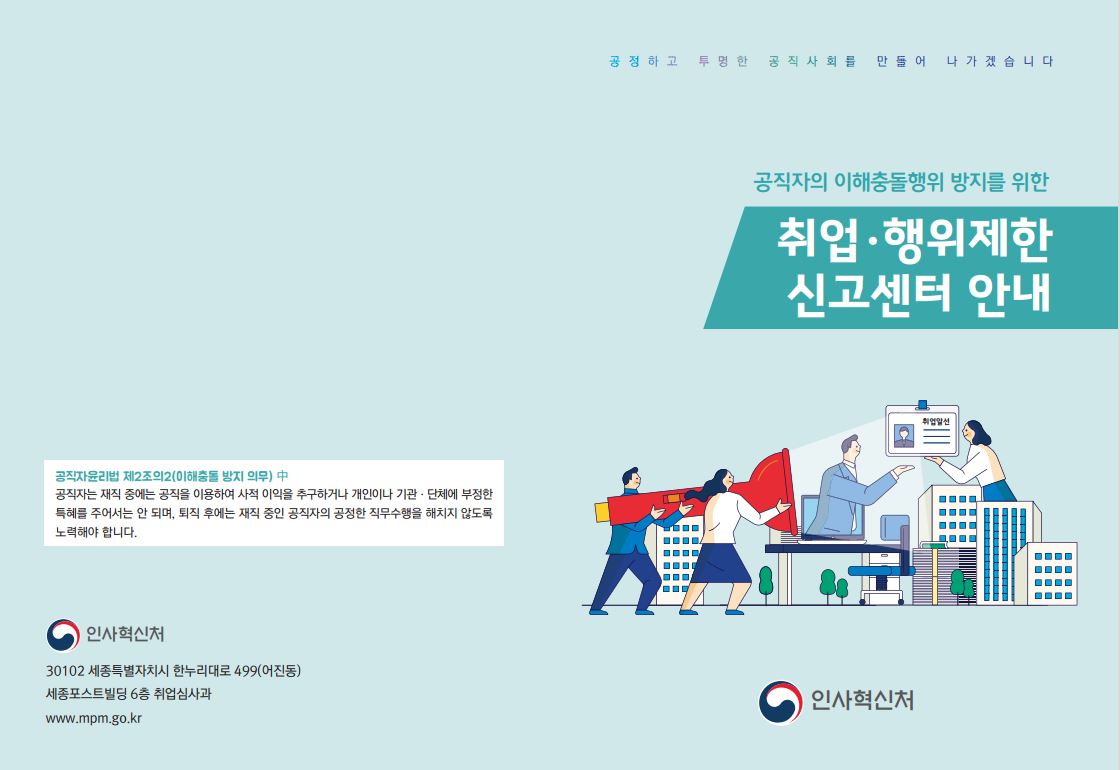 공정하고 투명한 공직사회를 만들어 나가겠습니다
공직자의 이해충돌행위 방지를 위한
취업·행위제한
신고센터 안내
취업알선
인사혁신처
공직자윤리법 제2조의2(이해충돌 방지 의무) 中
공직자는 재직 중에는 공직을 이용하여 사적 이익을 추구하거나 개인이나 기관·단체에 부정한
특혜를 주어서는 안 되며, 퇴직 후에는 재직 중인 공직자의 공정한 직무수행을 해치지 않도록
노력해야 합니다.
인사혁신처
30102 세종특별자치시 한누리대로 499(어진동)
세종포스트빌딩 6층 취업심사과
www.mpm.go.kr